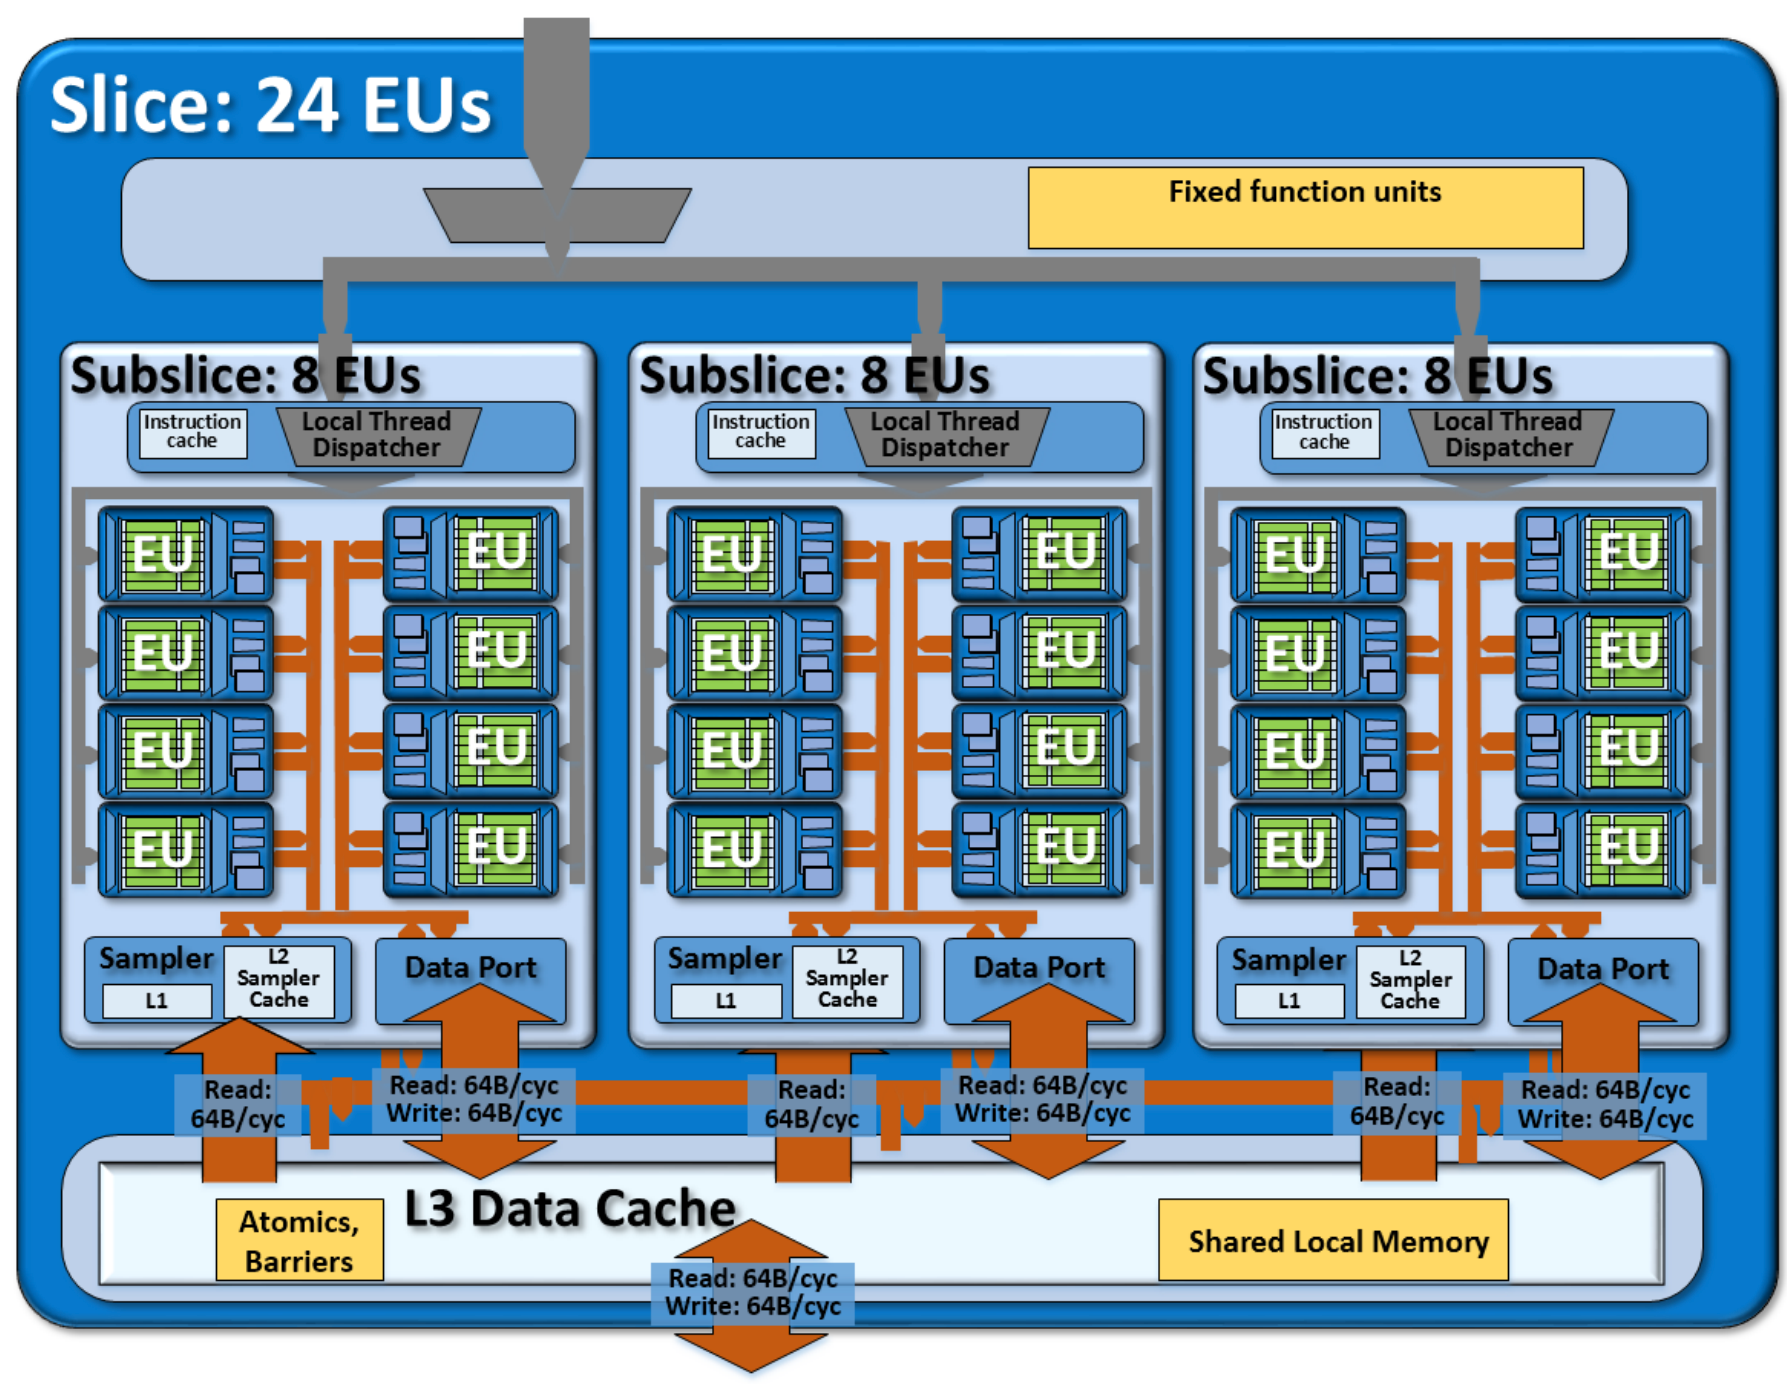 Slice: 24 EUs
Fixed function units
Subslice: 8 EUs
Instruction
cache
Local Thread
Dispatcher
EU
EU
EU
EU
EU
EU
EU
EU
Sampler
L1
L2
Sampler
Cache
Data Port
Subslice: 8 EUs
Instruction
cache
Local Thread
Dispatcher
EU
EU
EU
EU
EU
EU
EU
EU
Sampler
L1
L2
Sampler
Cache
Data Port
Subslice: 8 EUs
Instruction
cache
Local Thread
Dispatcher
EU
EU
EU
EU
EU
EU
EU
EU
Sampler
L1
L2
Sampler
Cache
Data Port
Read:
64B/cyc
Read: 64B/cyc
Write: 64B/cyc
Read:
64B/cyc
Read: 64B/cyc
Write: 64B/cyc
Read:
64B/cyc
Read: 64B/cyc
Write: 64B/cyc
L3 Data Cache
Atomics,
Barriers
Shared Local Memory
Read: 64B/cyc
Write: 64B/cyc